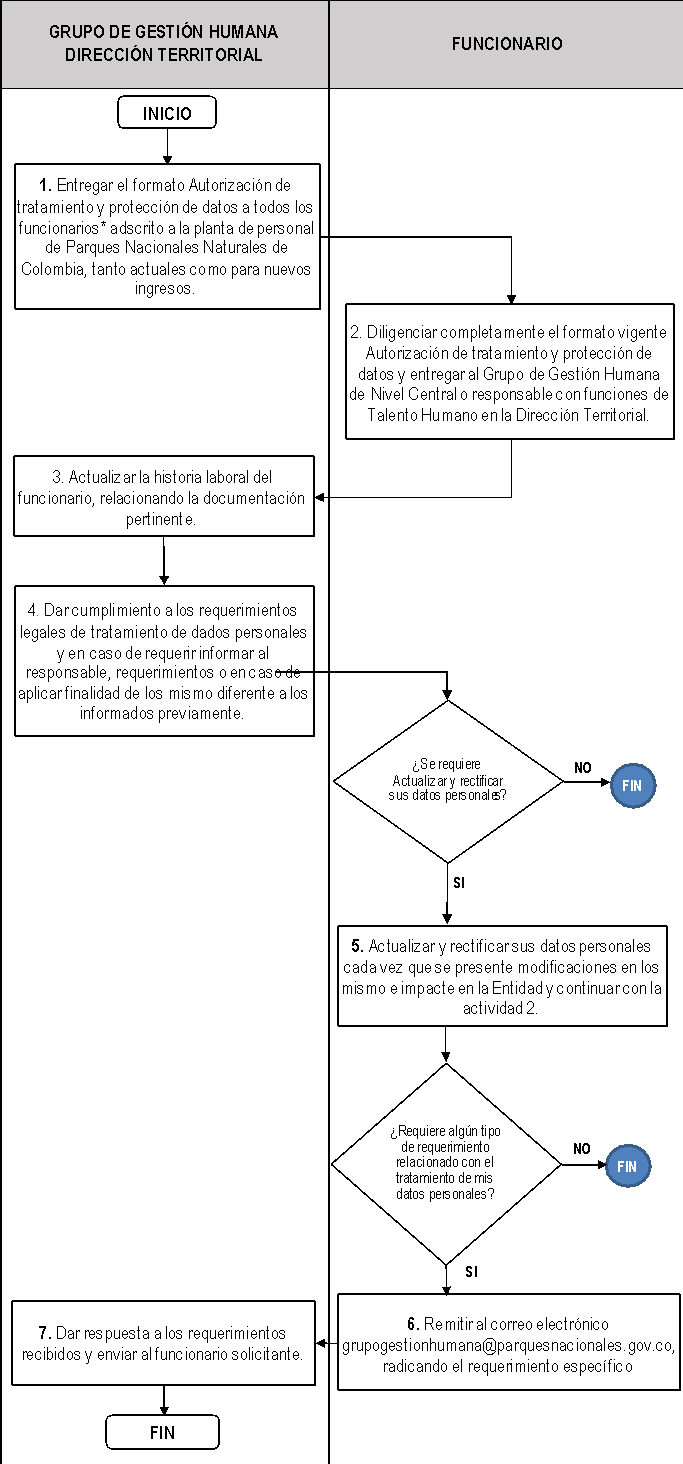 GRUPO DE GESTIÓN HUMANA
DIRECCIÓN TERRITORIAL
FUNCIONARIO
INICIO
1. Entregar el formato Autorización de
tratamiento y protección de datos a todos los
funcionarios* adscrito a la planta de personal
de Parques Nacionales Naturales de
Colombia, tanto actuales como para nuevos
ingresos.
2. Diligenciar completamente el formato vigente
Autorización de tratamiento y protección de
datos y entregar al Grupo de Gestión Humana
de Nivel Central o responsable con funciones de
Talento Humano en la Dirección Territorial.
3. Actualizar la historia laboral del
funcionario, relacionando la documentación
pertinente.
4. Dar cumplimiento a los requerimientos
legales de tratamiento de dados personales
y en caso de requerir informar al
responsable, requerimientos o en caso de
aplicar finalidad de los mismo diferente a los
informados previamente.
¿Se requiere
Actualizar y rectificar
sus datos personales?
NO
FIN
SI
5. Actualizar y rectificar sus datos personales
cada vez que se presente modificaciones en los
mismo e impacte en la Entidad y continuar con la
actividad 2.
¿Requiere algún tipo
de requerimiento
relacionado con el
tratamiento de mis
datos personales?
NO
FIN
SI
6. Remitir al correo electrónico
grupogestionhumana@parquesnacionales.gov.co,
radicando el requerimiento específico
7. Dar respuesta a los requerimientos
recibidos y enviar al funcionario solicitante.
FIN